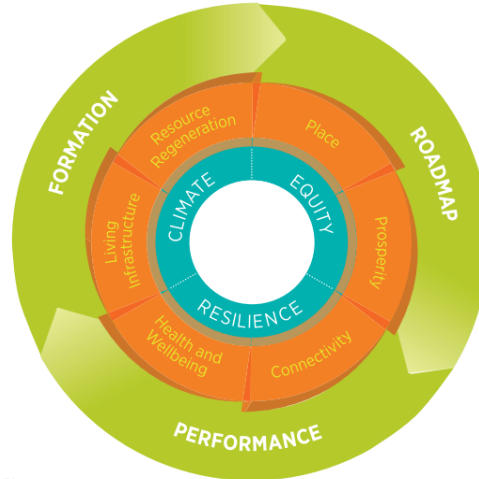 FORMATION
ROADMAP
PERFORMANCE
Resource
Regeneration
Place
Prosperity
Connectivity
Health and
Wellbeing
Living
Infrastructure
CLIMATE
EQUITY
RESILIENCE